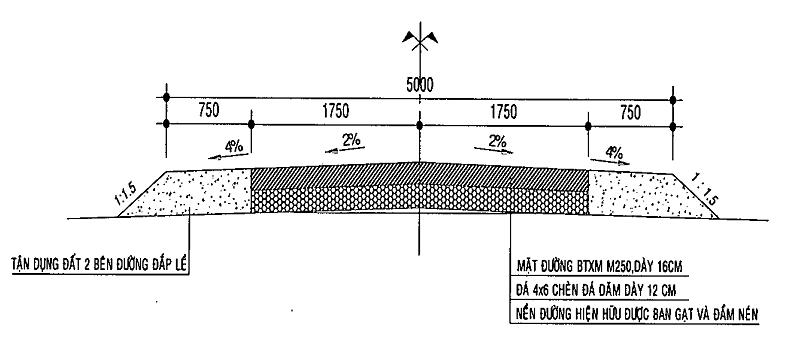 5000
750 1750 1750 750
4% 2% 2% 4%
1:1.5 1:1.5
TẬN DỤNG ĐẤT 2 BÊN ĐƯỜNG ĐẮP LỀ
MẶT ĐƯỜNG BTXM M250,DÀY 16CM
ĐÁ 4x6 CHÈN ĐÁ DĂM DÀY 12 CM
NỀN ĐƯỜNG HIỆN HỮU ĐƯỢC BAN GẠT VÀ ĐẦM NÉN